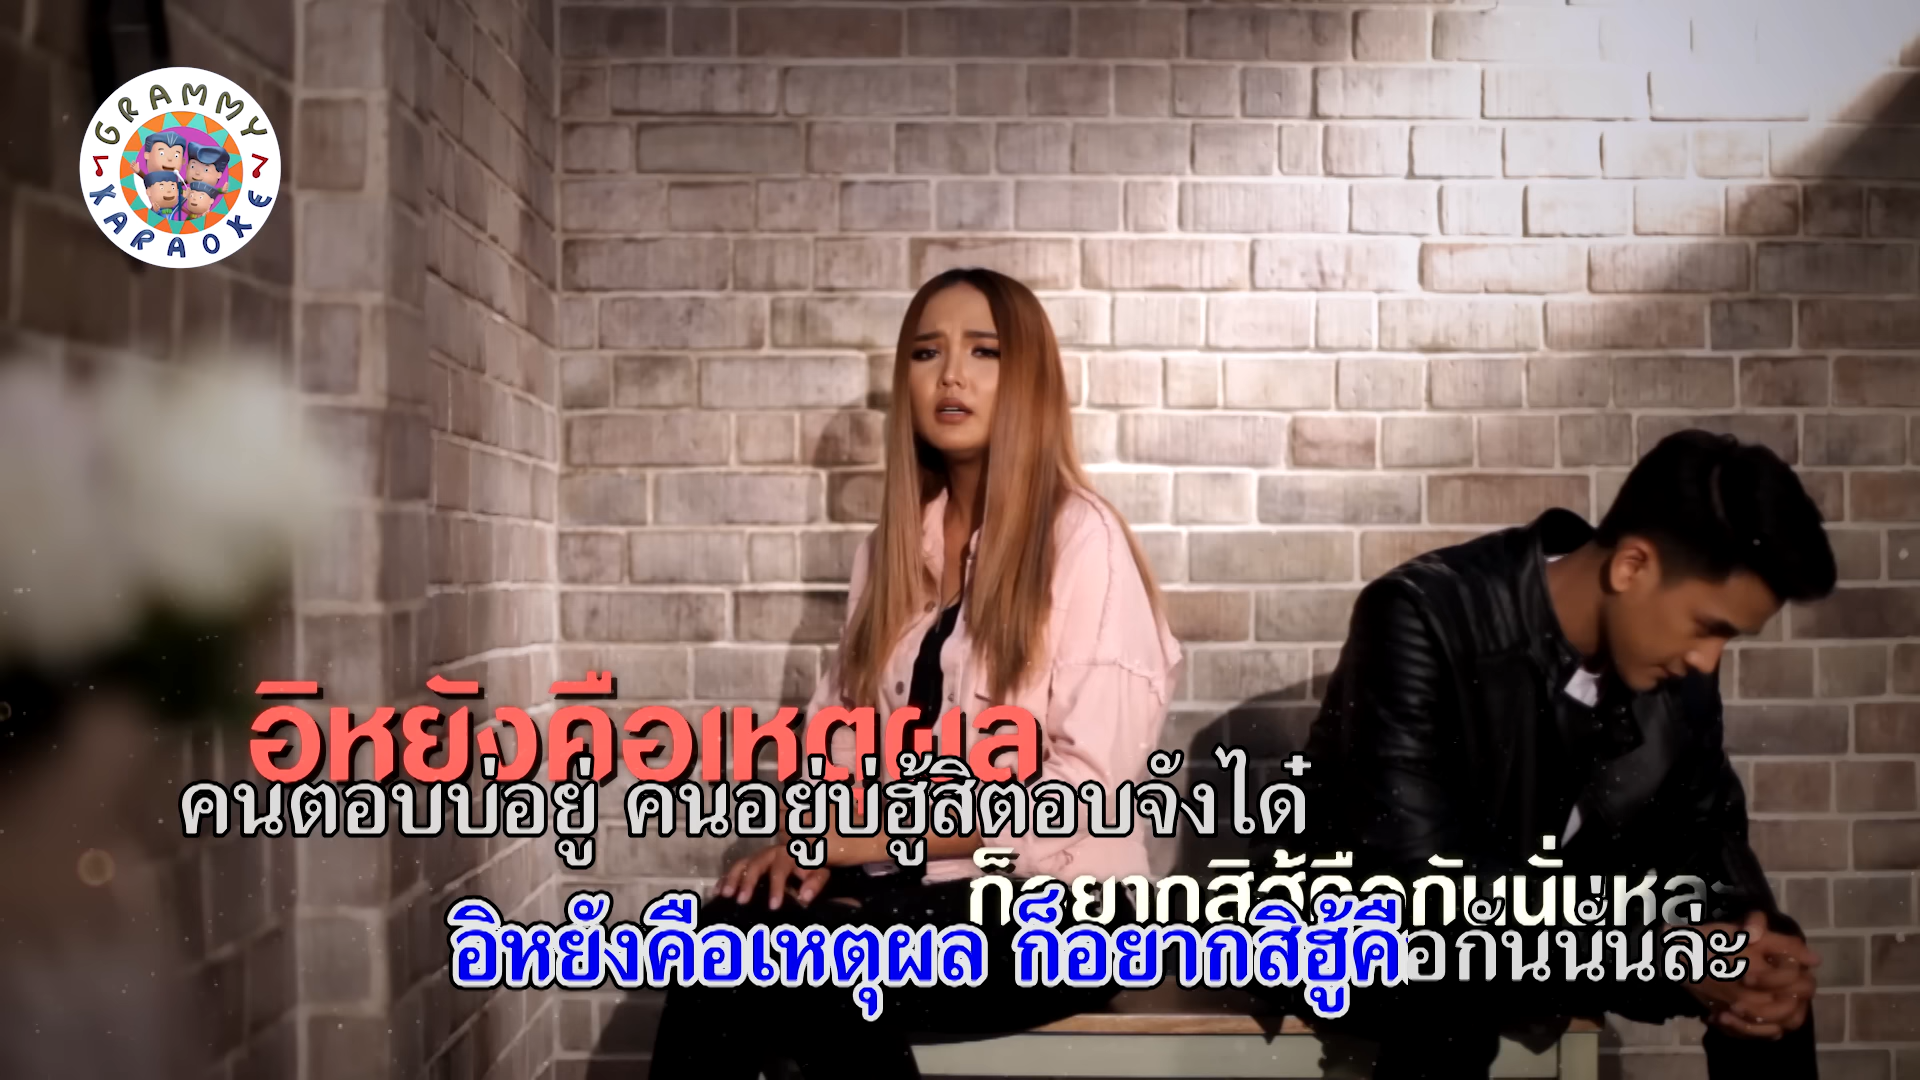 GRAMMY
KARAOKE
อิหยังคือเหตุผล
คนตอบบ่อยู่ คนอยู่บ่ฮู้สิตอบจังได๋
ก็อยากสิฮู้คือกันนั่นหละ
อิหยังคือเหตุผล ก็อยากสิฮู้คือกันนั่นล่ะ